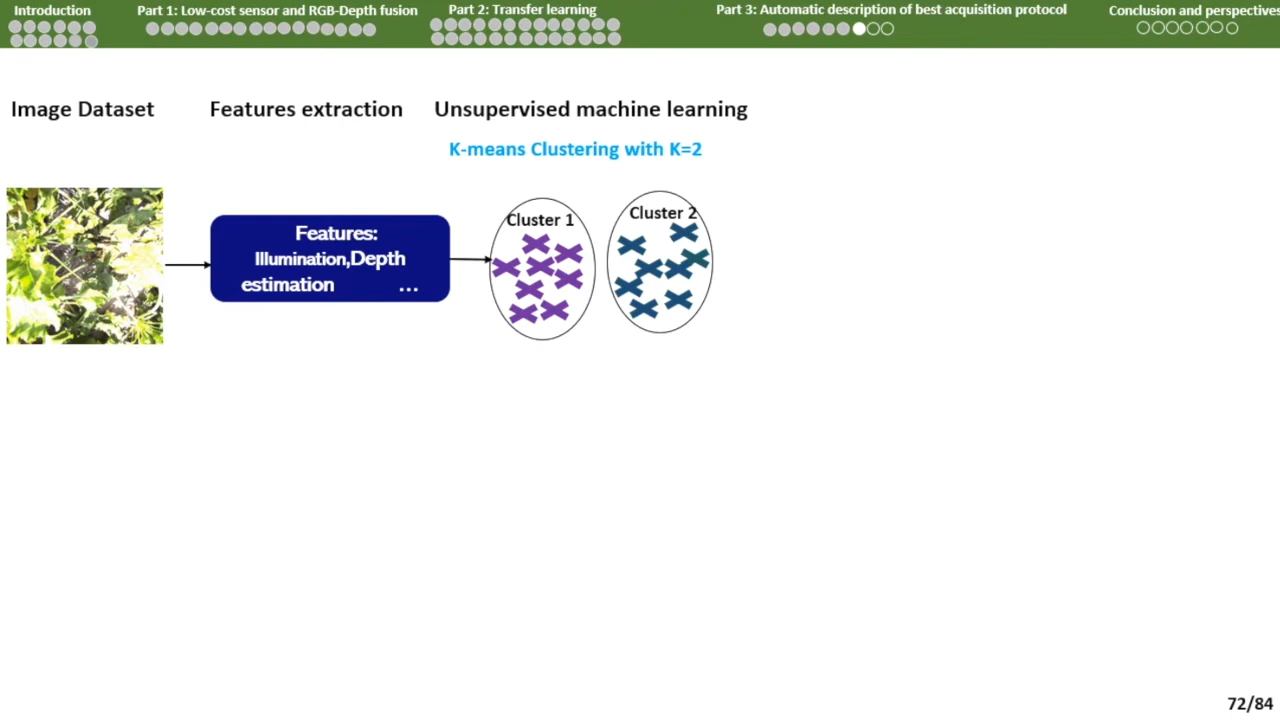 Introduction
Part 1: Low-cost sensor and RGB-Depth fusion
Part 2: Transfer learning
Part 3: Automatic description of best acquisition protocol
Conclusion and perspectives
Image Dataset
Features extraction
Unsupervised machine learning
K-means Clustering with K=2
Features:
Illumination,Depth
estimation ...
Cluster 1
Cluster 2
72/84